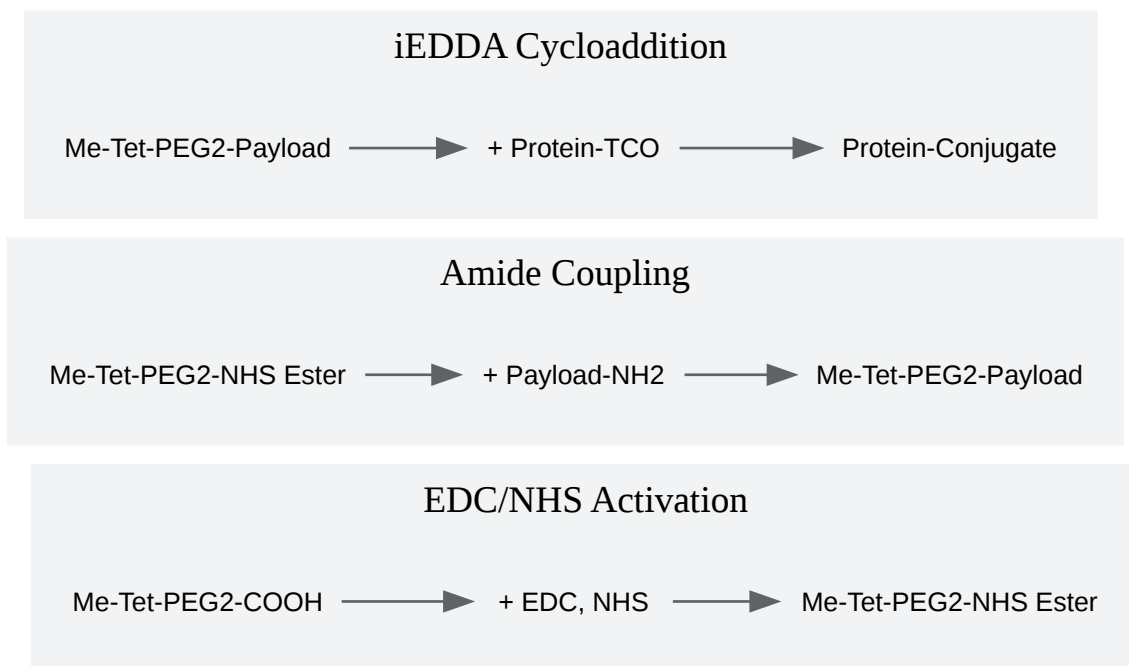 iEDDA Cycloaddition
Me-Tet-PEG2-Payload + Protein-TCO Protein-Conjugate
Amide Coupling
Me-Tet-PEG2-NHS Ester + Payload-NH2 Me-Tet-PEG2-Payload
EDC/NHS Activation
Me-Tet-PEG2-COOH + EDC, NHS Me-Tet-PEG2-NHS Ester